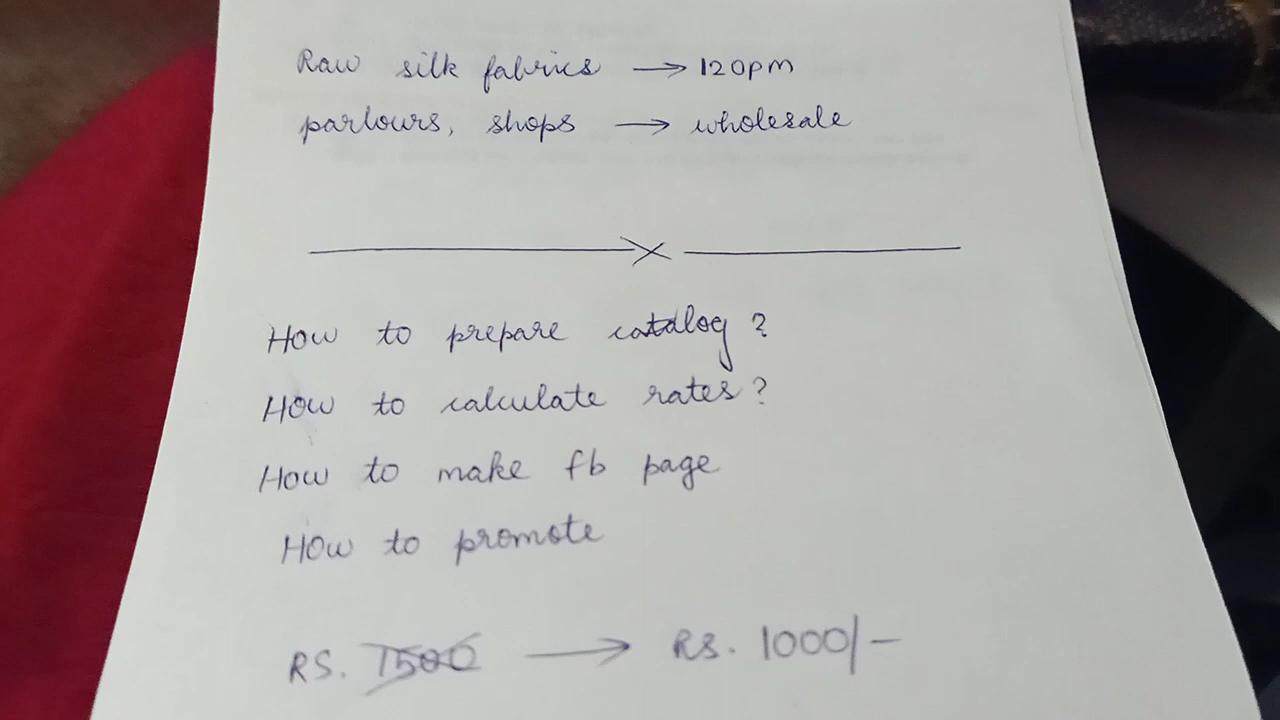 Raw silk fabrics → 120pm
parlours, shops → wholesale
How to prepare catalog?
How to calculate rates?
How to make fb page
How to promote
RS. 1500 → RS. 1000/-